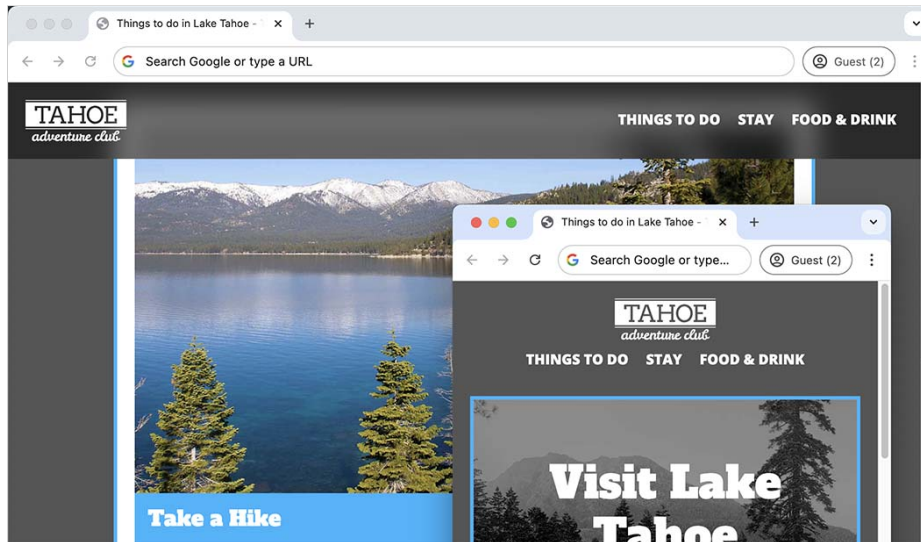 Things to do in Lake Tahoe -
Search Google or type a URL
Guest (2)
TAHOE
adventure club
THINGS TO DO STAY FOOD & DRINK
Things to do in Lake Tahoe -
Search Google or type...
Guest (2)
TAHOE
adventure club
THINGS TO DO STAY FOOD & DRINK
Visit Lake
Tahoe
Take a Hike